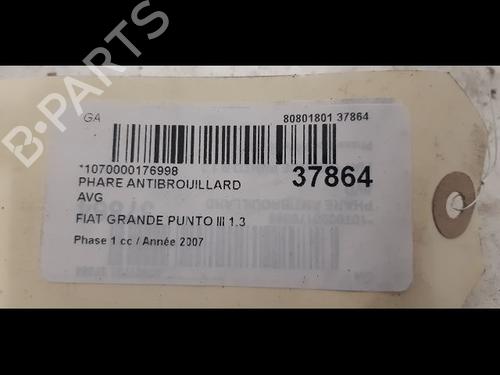 GA
80801801 37864
*1070000176998
37864
PHARE ANTIBROUILLARD
AVG
FIAT GRANDE PUNTO III 1.3
Phase 1 cc / Année 2007
B-PARTS